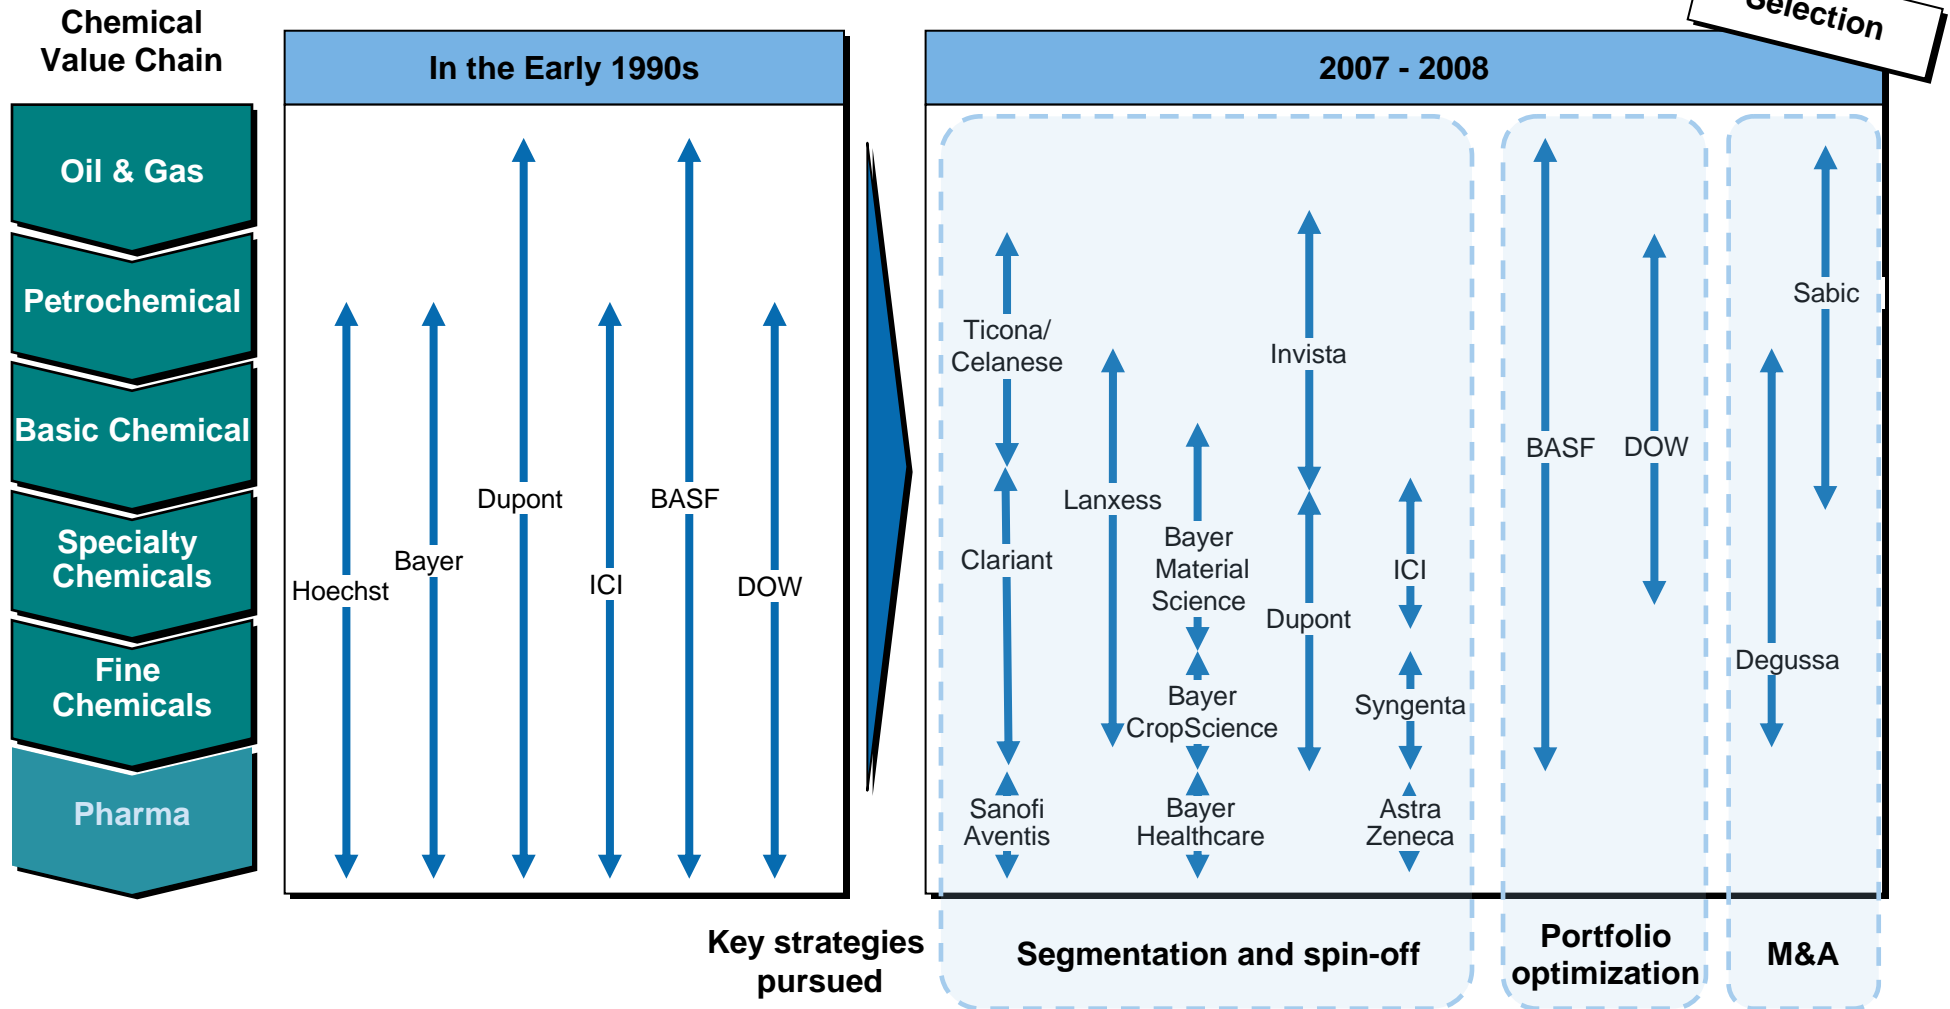 Chemical
Value Chain
In the Early 1990s
2007 - 2008
Selection
Oil & Gas
Petrochemical
Basic Chemical
Specialty
Chemicals
Fine
Chemicals
Pharma
Hoechst
Bayer
Dupont
ICI
BASF
DOW
Ticona/
Celanese
Clariant
Sanofi
Aventis
Lanxess
Bayer
Material
Science
Bayer
CropScience
Bayer
Healthcare
Invista
Dupont
ICI
Syngenta
Astra
Zeneca
BASF
DOW
Sabic
Degussa
Key strategies
pursued
Segmentation and spin-off
Portfolio
optimization
M&A